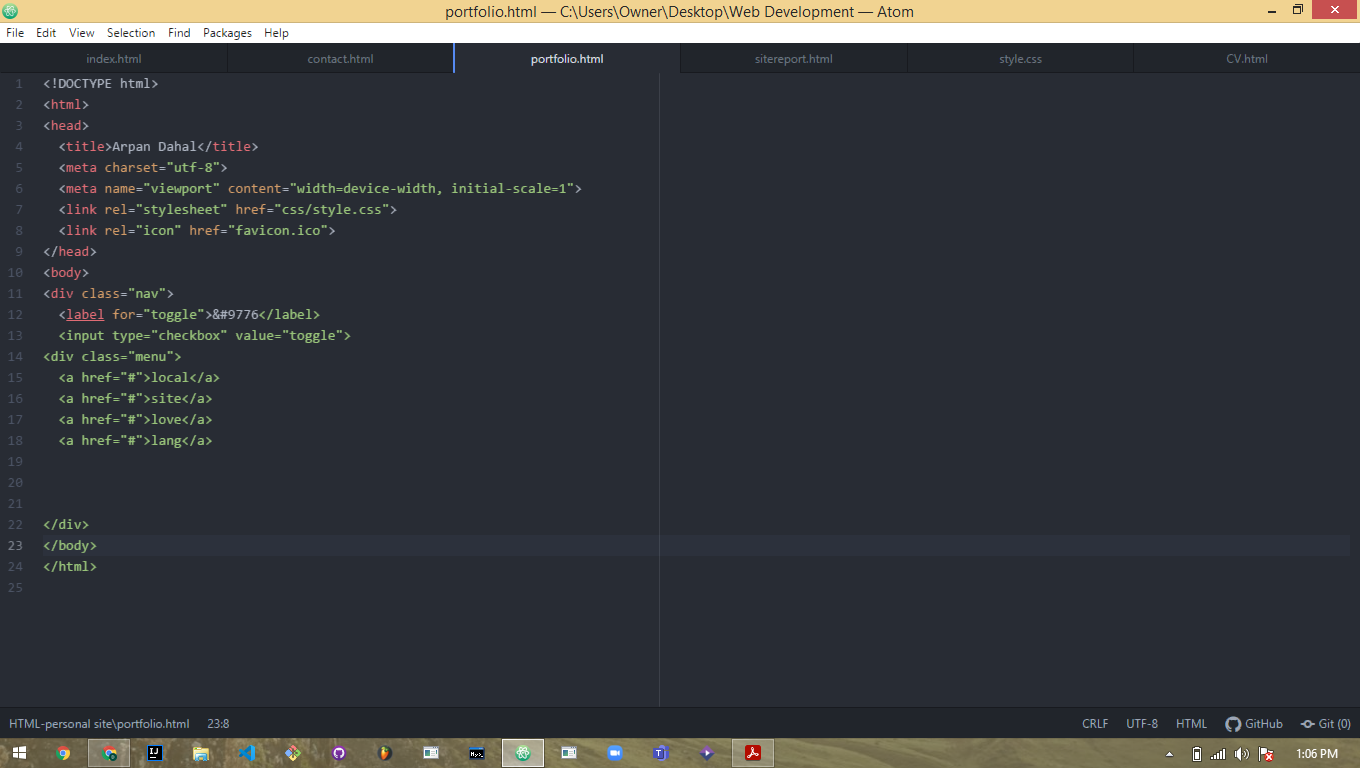 portfolio.html — C:\Users\Owner\Desktop\Web Development — Atom
File Edit View Selection Find Packages Help
index.html contact.html portfolio.html sitereport.html style.css CV.html
1 <!DOCTYPE html>
2 <html>
3 <head>
4 <title>Arpan Dahal</title>
5 <meta charset="utf-8">
6 <meta name="viewport" content="width=device-width, initial-scale=1">
7 <link rel="stylesheet" href="css/style.css">
8 <link rel="icon" href="favicon.ico">
9 </head>
10 <body>
11 <div class="nav">
12 <label for="toggle">&#9776</label>
13 <input type="checkbox" value="toggle">
14 <div class="menu">
15 <a href="#">local</a>
16 <a href="#">site</a>
17 <a href="#">love</a>
18 <a href="#">lang</a>
19
20
21
22 </div>
23 </body>
24 </html>
25
HTML-personal site\portfolio.html 23:8 CRLF UTF-8 HTML GitHub Git (0)
IJ 1:06 PM